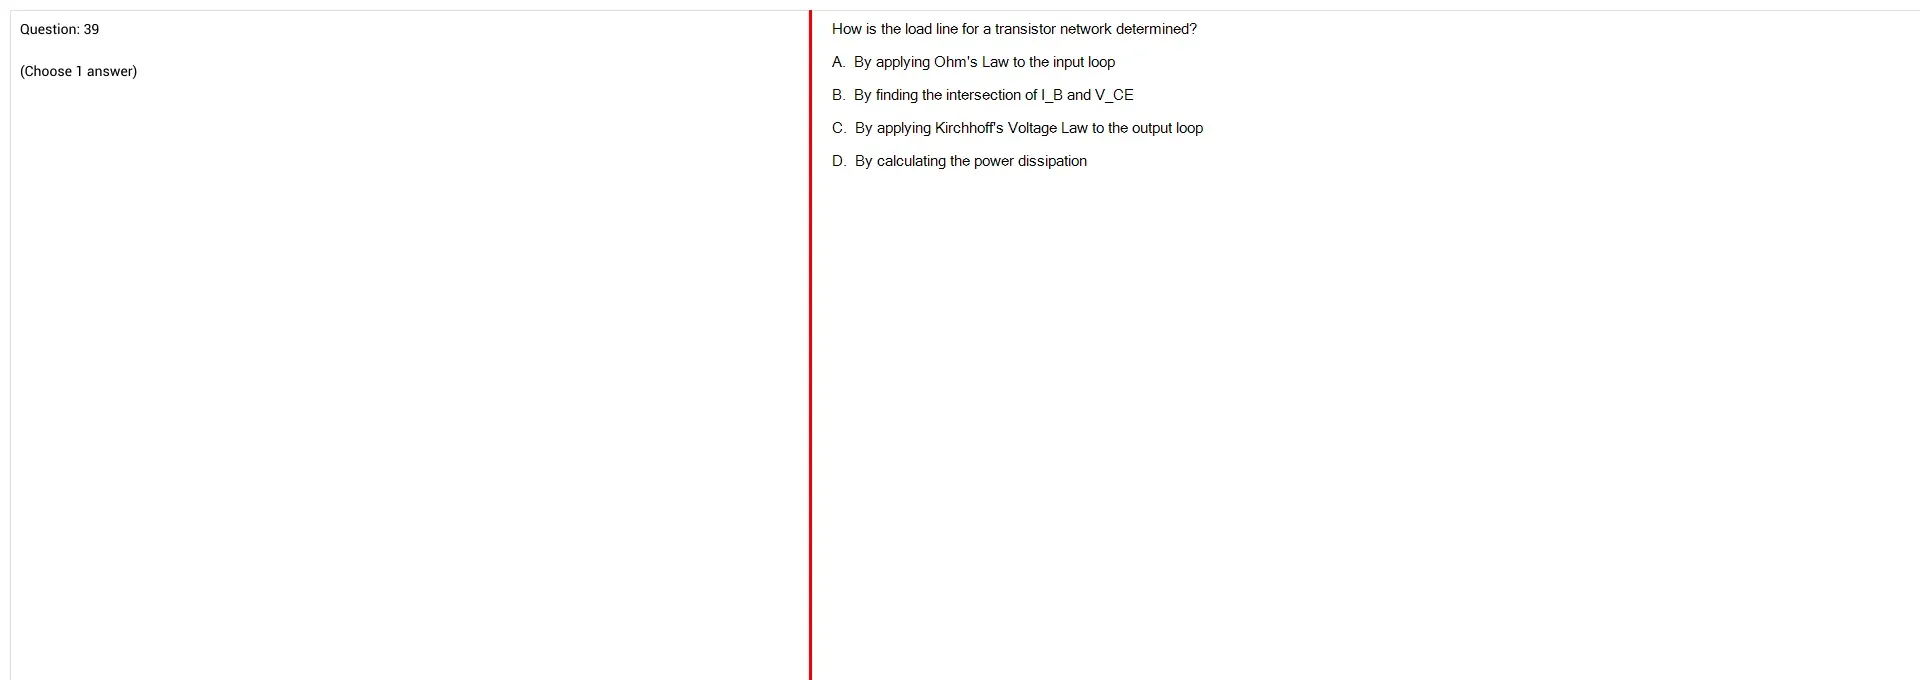 Question: 39
(Choose 1 answer)
How is the load line for a transistor network determined?
A. By applying Ohm's Law to the input loop
B. By finding the intersection of I_B and V_CE
C. By applying Kirchhoff's Voltage Law to the output loop
D. By calculating the power dissipation